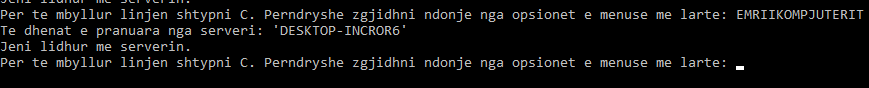 Jeni lidhur me serverin.
Per te mbyllur linjen shtypni C. Perndryshe zgjidhni ndonje nga opsionet e menuse me larte: EMRIIKOMPJUTERIT
Te dhenat e pranuara nga serveri: 'DESKTOP-INCROR6'
Jeni lidhur me serverin.
Per te mbyllur linjen shtypni C. Perndryshe zgjidhni ndonje nga opsionet e menuse me larte: